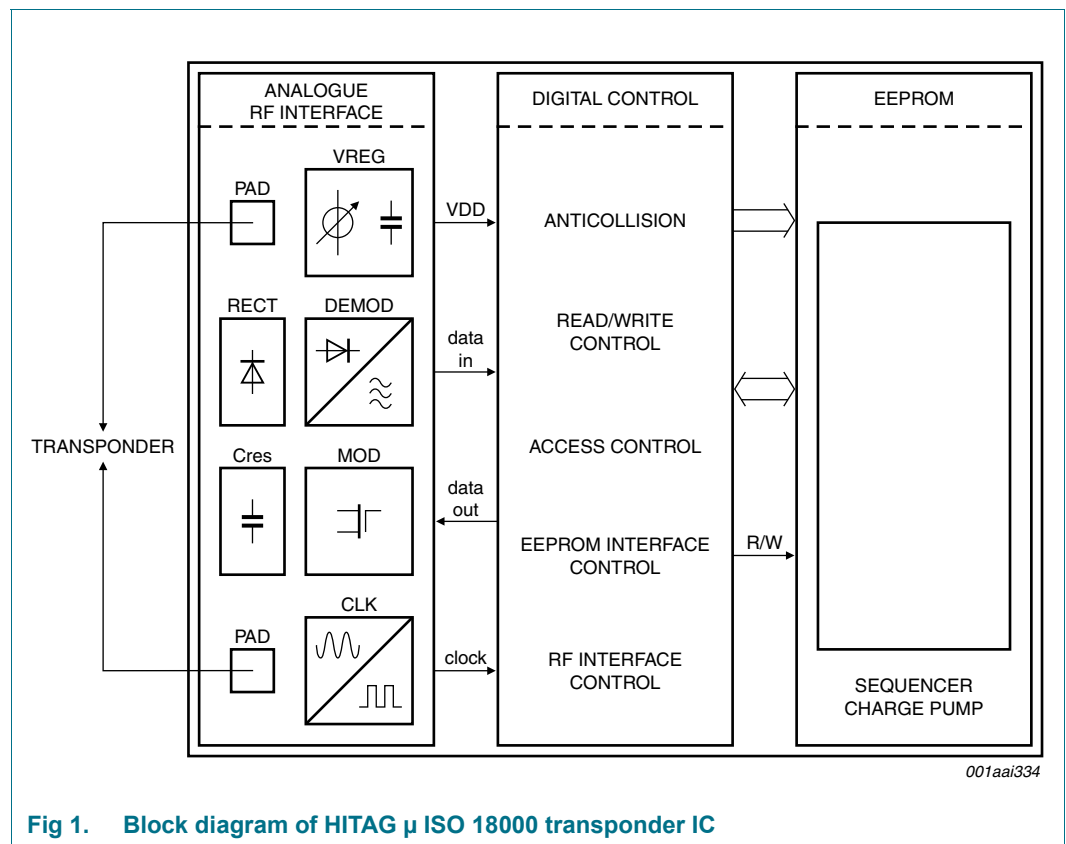 ANALOGUE
RF INTERFACE
VREG
PAD
RECT
DEMOD
TRANSPONDER
Cres
MOD
CLK
PAD
VDD
data
in
data
out
clock
DIGITAL CONTROL
ANTICOLLISION
READ/WRITE
CONTROL
ACCESS CONTROL
EEPROM INTERFACE
CONTROL
RF INTERFACE
CONTROL
R/W
EEPROM
SEQUENCER
CHARGE PUMP
001aai334
Fig 1. Block diagram of HITAG μ ISO 18000 transponder IC